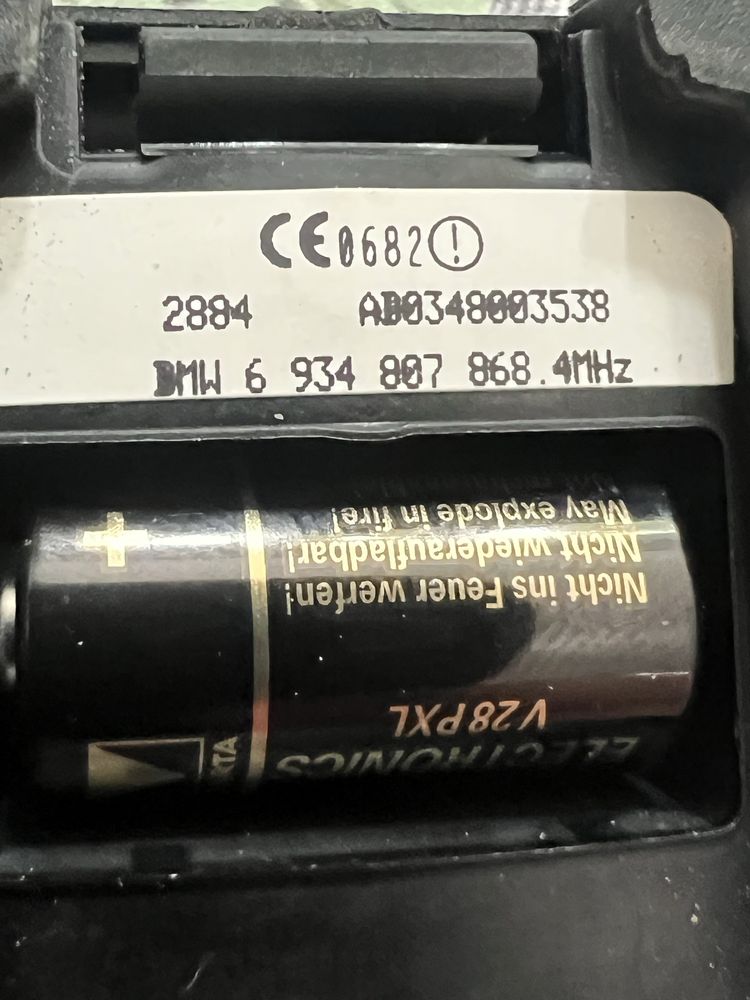 CE0682
2884 AD0348003538
BMW 6 934 807 868.4MHz
ELECTRONICS
V28PXL
Nicht ins Feuer werfen!
Nicht wiederaufladbar!
May explode in fire!
+